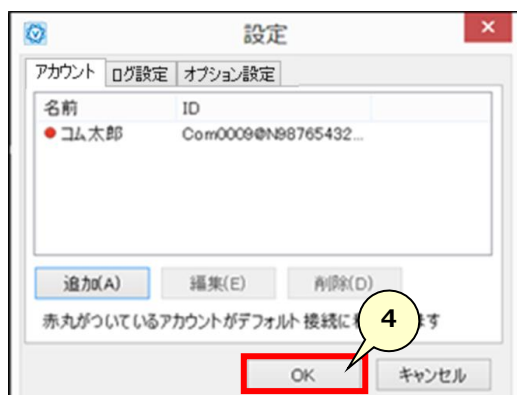 設定
アカウント ログ設定 オプション設定
名前 ID
コム太郎 Com0009@N98765432...
追加(A) 編集(E) 削除(D)
赤丸がついているアカウントがデフォルト接続に ます
4
OK キャンセル